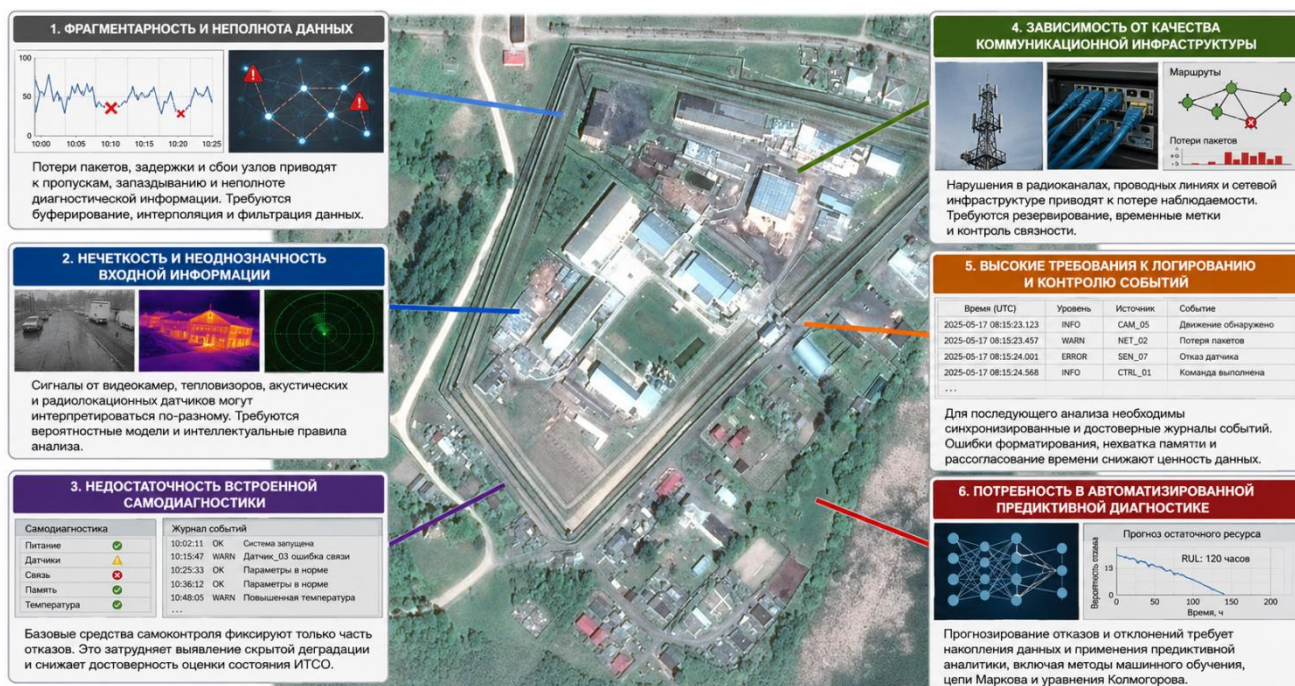 1. ФРАГМЕНТАРНОСТЬ И НЕПОЛНОТА ДАННЫХ
100
50
0
10:00 10:05 10:10 10:15 10:20 10:25
Потери пакетов, задержки и сбои узлов приводят
к пропускам, запаздыванию и неполноте
диагностической информации. Требуются
буферирование, интерполяция и фильтрация данных.
2. НЕЧЕТКОСТЬ И НЕОДНОЗНАЧНОСТЬ
ВХОДНОЙ ИНФОРМАЦИИ
Сигналы от видеокамер, тепловизоров, акустических
и радиолокационных датчиков могут
интерпретироваться по-разному. Требуются
вероятностные модели и интеллектуальные правила
анализа.
3. НЕДОСТАТОЧНОСТЬ ВСТРОЕННОЙ
САМОДИАГНОСТИКИ
Самодиагностика
Питание
Датчики
Связь
Память
Температура
Журнал событий
10:02:11 OK Система запущена
10:15:47 WARN Датчик_03 ошибка связи
10:25:33 OK Параметры в норме
10:36:12 OK Параметры в норме
10:48:05 WARN Повышенная температура
...
Базовые средства самоконтроля фиксируют только часть
отказов. Это затрудняет выявление скрытой деградации
и снижает достоверность оценки состояния ИТСО.
4. ЗАВИСИМОСТЬ ОТ КАЧЕСТВА
КОММУНИКАЦИОННОЙ ИНФРАСТРУКТУРЫ
Маршруты
Потери пакетов
Нарушения в радиоканалах, проводных линиях и сетевой
инфраструктуре приводят к потере наблюдаемости.
Требуются резервирование, временные метки
и контроль связности.
5. ВЫСОКИЕ ТРЕБОВАНИЯ К ЛОГИРОВАНИЮ
И КОНТРОЛЮ СОБЫТИЙ
Время (UTC) Уровень Источник Событие
2025-05-17 08:15:23.123 INFO CAM_05 Движение обнаружено
2025-05-17 08:15:23.457 WARN NET_02 Потеря пакетов
2025-05-17 08:15:24.001 ERROR SEN_07 Отказ датчика
2025-05-17 08:15:24.568 INFO CTRL_01 Команда выполнена
...
Для последующего анализа необходимы
синхронизированные и достоверные журналы событий.
Ошибки форматирования, нехватка памяти и
рассогласование времени снижают ценность данных.
6. ПОТРЕБНОСТЬ В АВТОМАТИЗИРОВАННОЙ
ПРЕДИКТИВНОЙ ДИАГНОСТИКЕ
Прогноз остаточного ресурса
Вероятность
RUL: 120 часов
0
0 50 100 150 200
Время, ч
Прогнозирование отказов и отклонений требует
накопления данных и применения предиктивной
аналитики, включая методы машинного обучения,
цепи Маркова и уравнения Колмогорова.